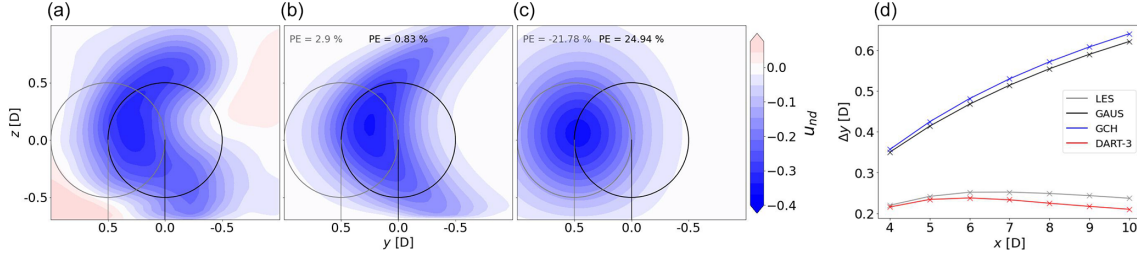 (a)
(b)
(c)
(d)
PE = 2.9 %
PE = 0.83 %
PE = -21.78 %
PE = 24.94 %
z [D]
0.5
0.0
-0.5
0.5
0.0
-0.5
0.5
0.0
-0.5
0.5
0.0
-0.5
y [D]
0.0
−0.1
−0.2
−0.3
−0.4
u_nd
Δy [D]
0.6
0.5
0.4
0.3
0.2
LES
GAUS
GCH
DART-3
4
5
6
7
8
9
10
x [D]